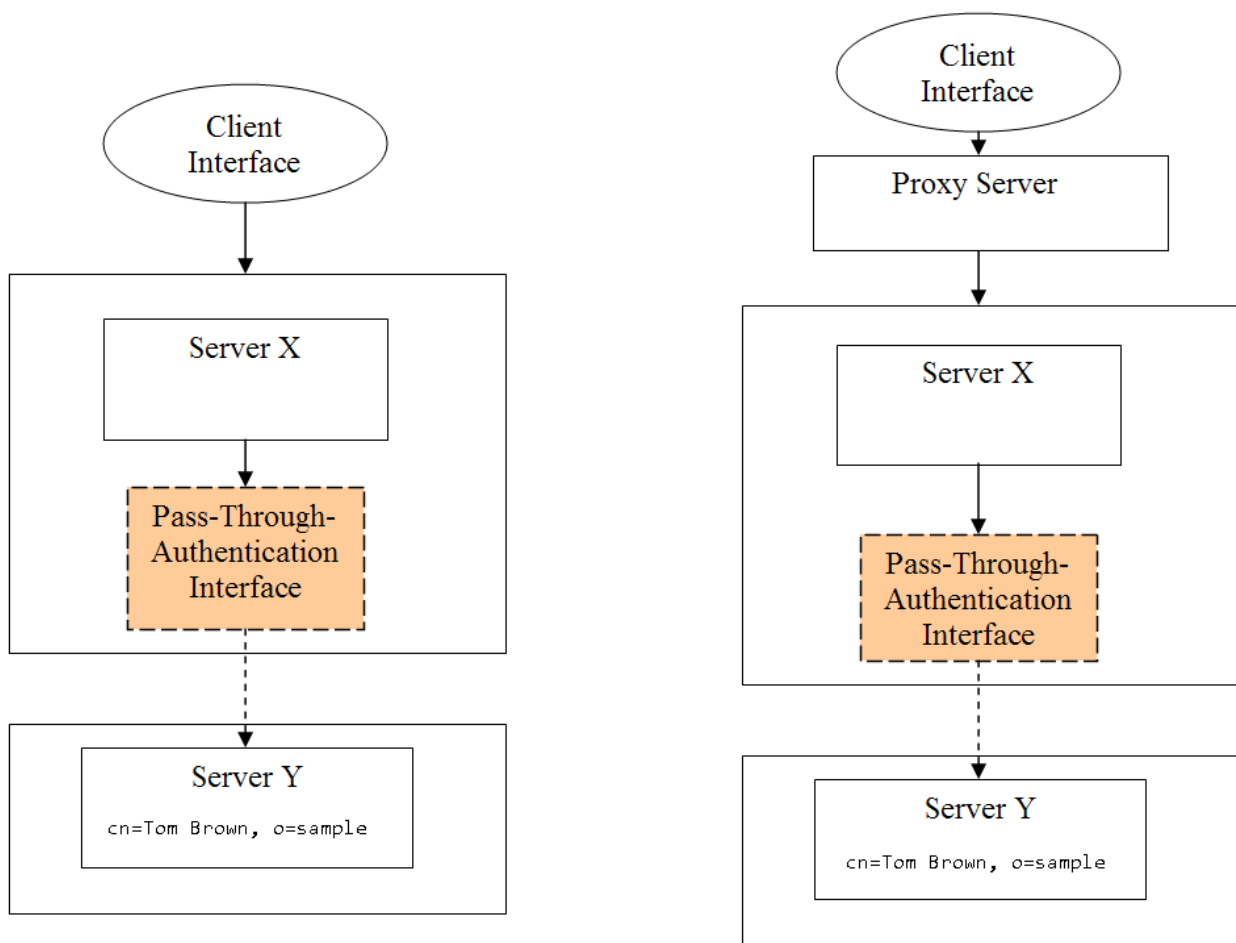 Client
Interface
Server X
Pass-Through-
Authentication
Interface
Server Y
cn=Tom Brown, o=sample
Client
Interface
Proxy Server
Server X
Pass-Through-
Authentication
Interface
Server Y
cn=Tom Brown, o=sample